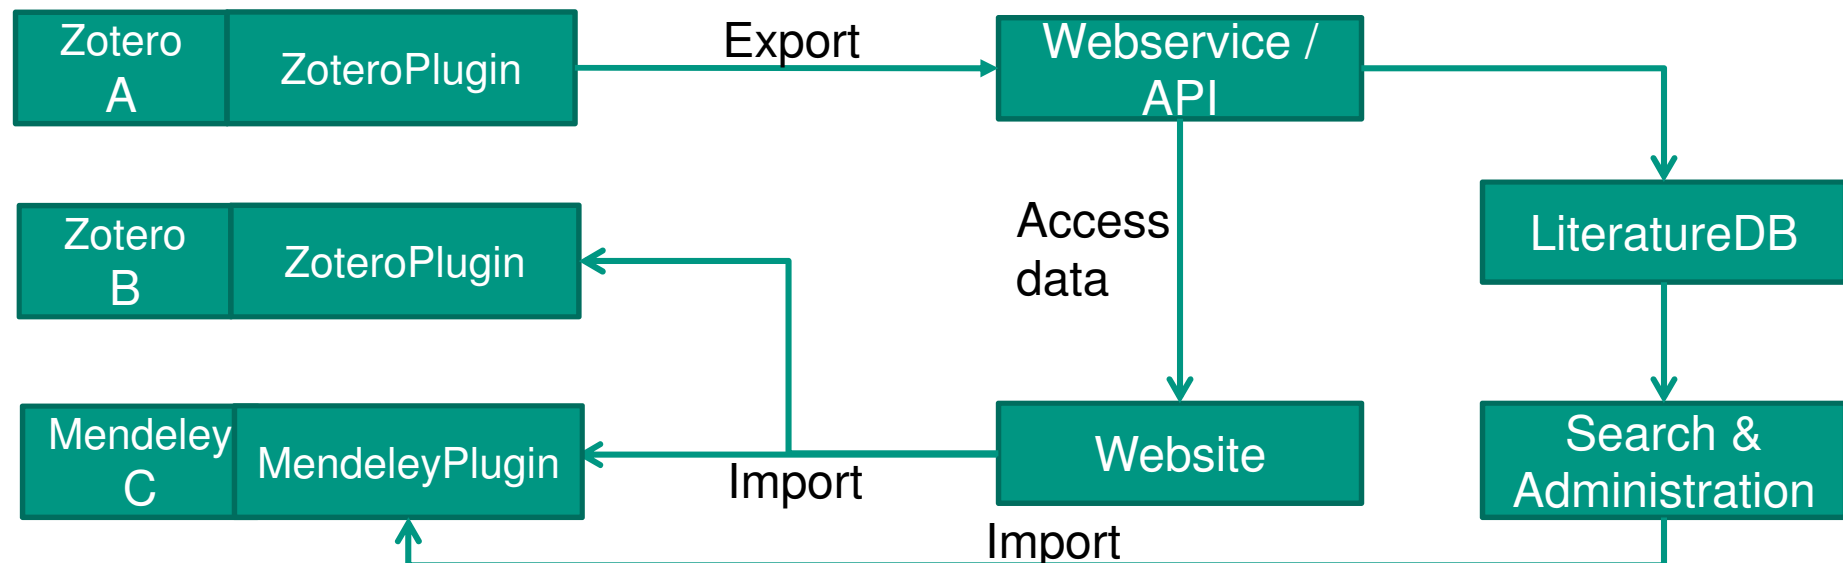 Zotero
A
ZoteroPlugin
Export
Webservice /
API
Zotero
B
ZoteroPlugin
Access
data
LiteratureDB
Mendeley
C
MendeleyPlugin
Import
Website
Search &
Administration
Import